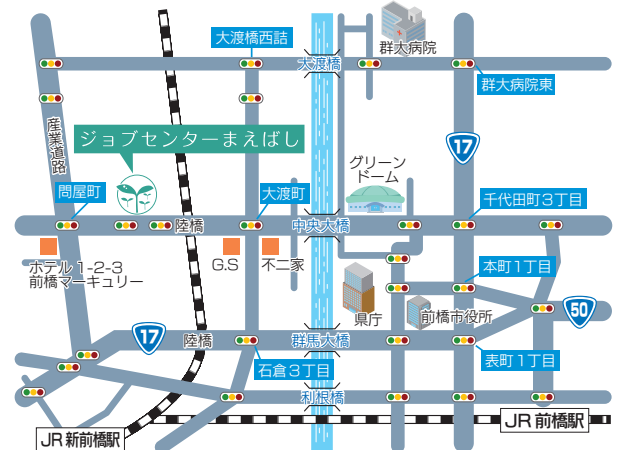 群大病院
大渡橋西詰
大渡橋
群大病院東
産業道路
ジョブセンターまえばし
17
グリーン
ドーム
問屋町
大渡町
千代田町3丁目
陸橋
中央大橋
ホテル1-2-3
前橋マーキュリー
G.S
不二家
本町1丁目
県庁
前橋市役所
50
17
陸橋
群馬大橋
表町1丁目
石倉3丁目
利根橋
JR 新前橋駅
JR 前橋駅